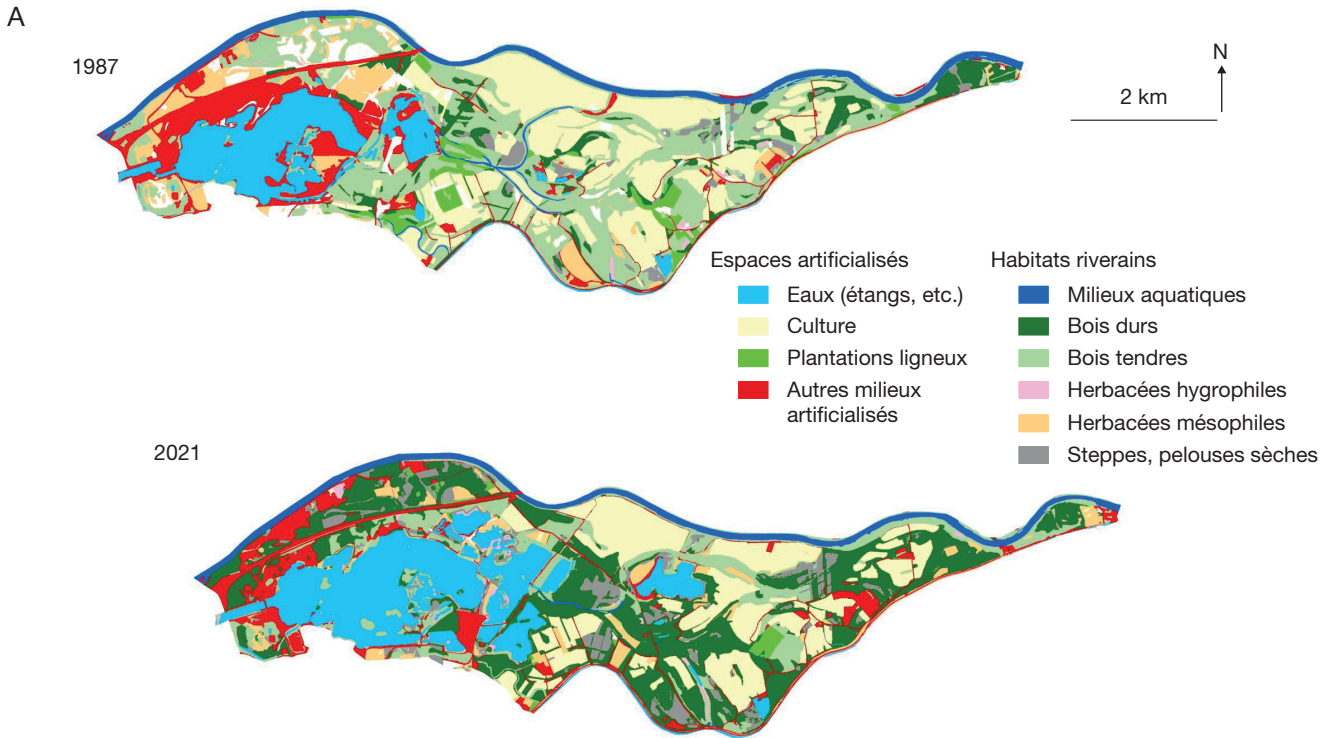 A
1987
N
2 km
Espaces artificialisés
Eaux (étangs, etc.)
Culture
Plantations ligneux
Autres milieux
artificialisés
Habitats riverains
Milieux aquatiques
Bois durs
Bois tendres
Herbacées hygrophiles
Herbacées mésophiles
Steppes, pelouses sèches
2021